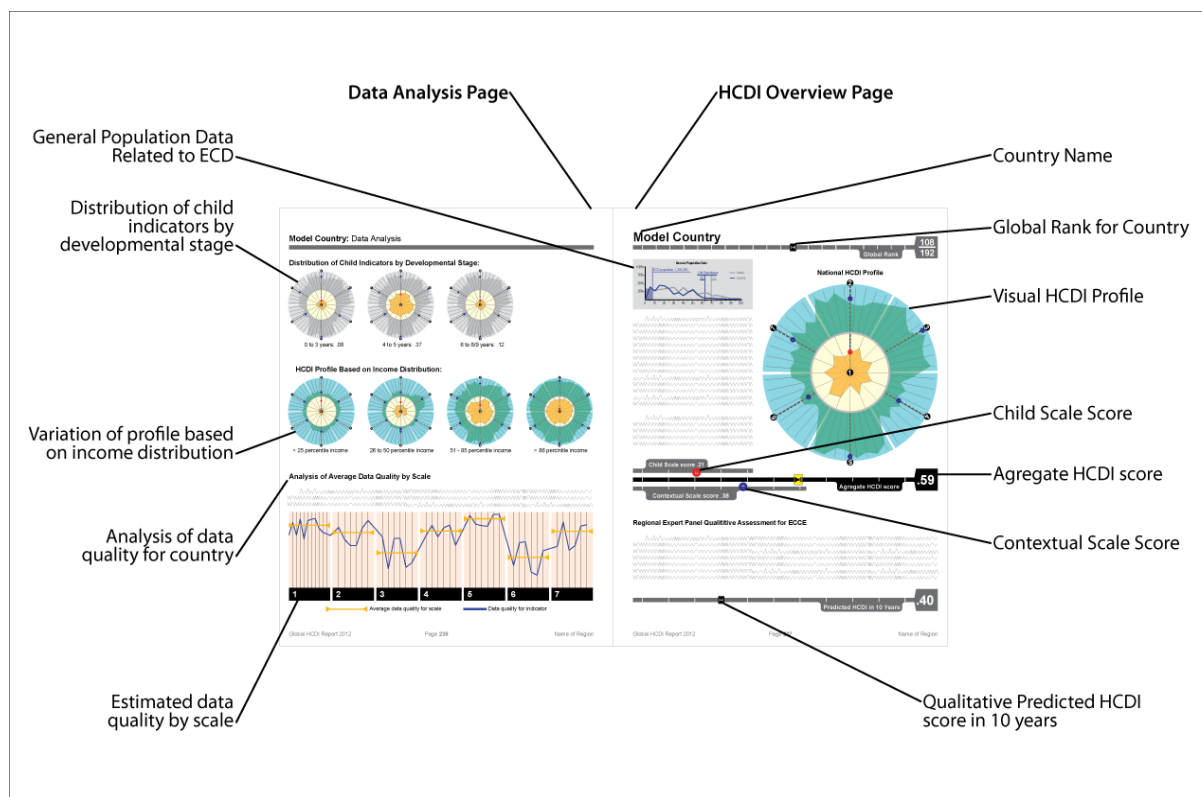 Data Analysis Page
HCDI Overview Page
General Population Data
Related to ECD
Distribution of child
indicators by
developmental stage
Variation of profile based
on income distribution
Analysis of data
quality for country
Estimated data
quality by scale
Country Name
Global Rank for Country
Visual HCDI Profile
Child Scale Score
Agregate HCDI score
Contextual Scale Score
Qualitative Predicted HCDI
score in 10 years
Model Country: Data Analysis
Distribution of Child Indicators by Developmental Stage:
0 to 3 years .08
4 to 5 years .37
6 to 8/9 years .12
HCDI Profile Based on Income Distribution:
< 25 percentile income
26 to 50 percentile income
51 - 85 percentile income
> 86 percentile income
Analysis of Average Data Quality by Scale
1 2 3 4 5 6 7
Average data quality for scale
Data quality for indicator
Global HCDI Report 2012
Page 236
Name of Region
Model Country
Global Rank
108
192
National HCDI Profile
1
Child Scale score .21
Agregate HCDI score
.59
Contextual Scale score .38
Regional Expert Panel Qualitative Assessment for ECCE
Predicted HCDI in 10 Years
.40
Global HCDI Report 2012
Page
Name of Region